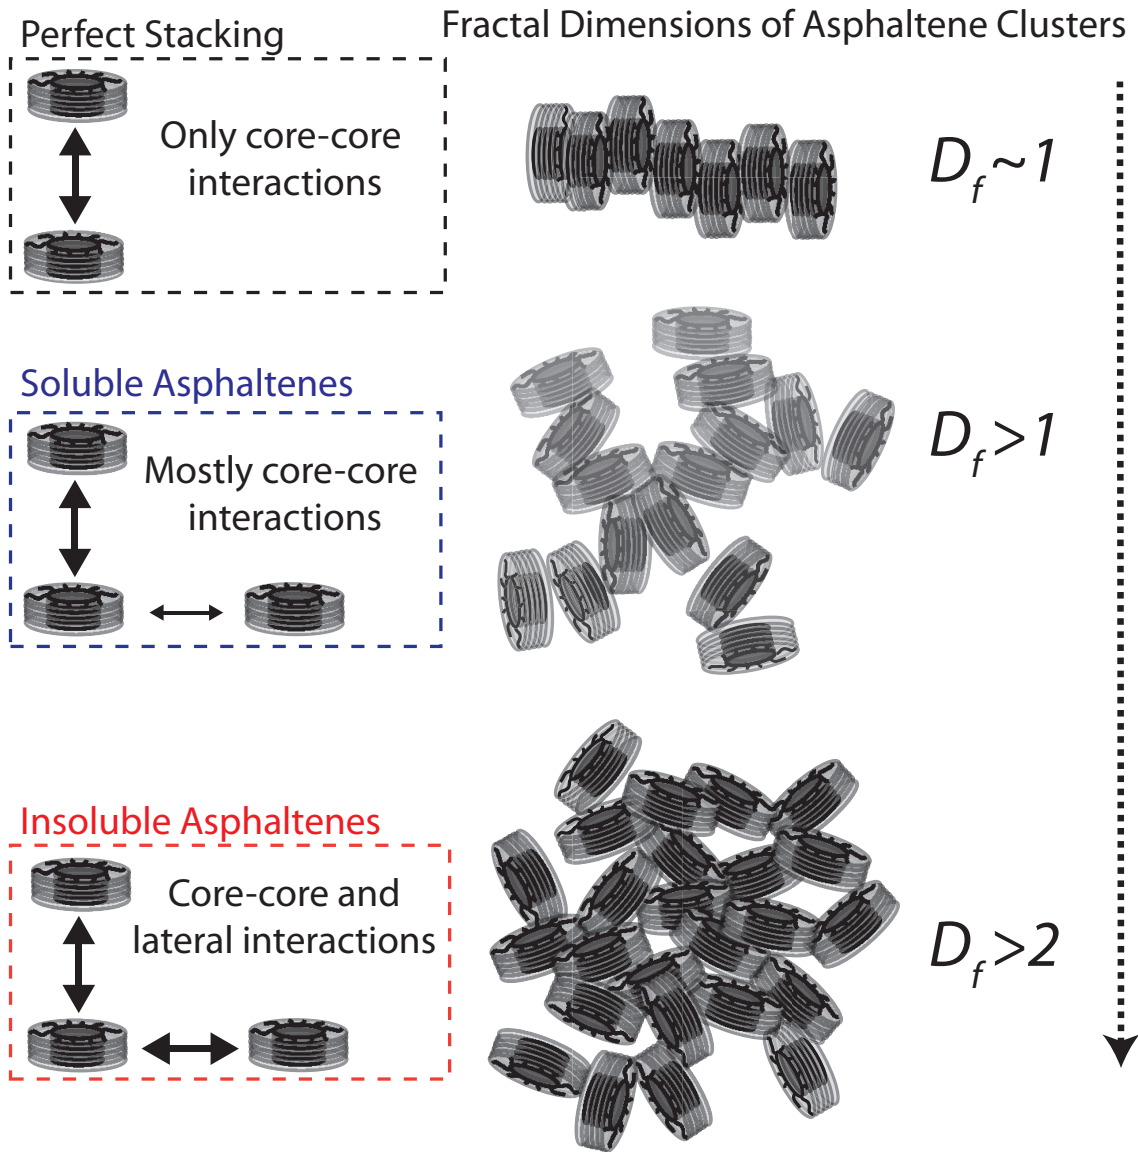 Fractal Dimensions of Asphaltene Clusters
Perfect Stacking
Only core-core
interactions
D_f ~1
Soluble Asphaltenes
Mostly core-core
interactions
D_f >1
Insoluble Asphaltenes
Core-core and
lateral interactions
D_f >2